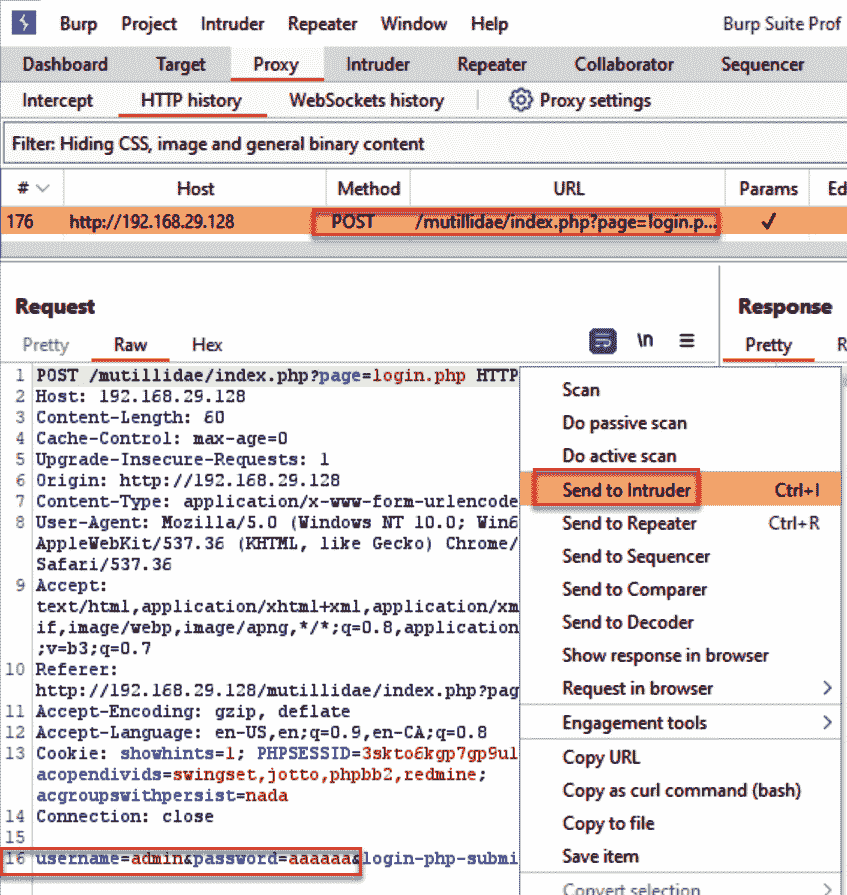 Burp Project Intruder Repeater Window Help Burp Suite Prof
Dashboard Target Proxy Intruder Repeater Collaborator Sequencer
Intercept HTTP history WebSockets history Proxy settings
Filter: Hiding CSS, image and general binary content
# Host Method URL Params Ed
176 http://192.168.29.128 POST /mutillidae/index.php?page=login.p... ✓
Request
Response
Pretty Raw Hex \n Pretty R
1 POST /mutillidae/index.php?page=login.php HTTP
2 Host: 192.168.29.128
3 Content-Length: 60
4 Cache-Control: max-age=0
5 Upgrade-Insecure-Requests: 1
6 Origin: http://192.168.29.128
7 Content-Type: application/x-www-form-urlencode
8 User-Agent: Mozilla/5.0 (Windows NT 10.0; Win6
AppleWebKit/537.36 (KHTML, like Gecko) Chrome/
Safari/537.36
9 Accept:
text/html,application/xhtml+xml,application/xm
if,image/webp,image/apng,*/*;q=0.8,application
;v=b3;q=0.7
10 Referer:
http://192.168.29.128/mutillidae/index.php?pag
11 Accept-Encoding: gzip, deflate
12 Accept-Language: en-US,en;q=0.9,en-CA;q=0.8
13 Cookie: showhints=1; PHPSESSID=3skto6kgp7gp9ul
acopendivids=swingset,jotto,phpbb2,redmine;
acgroupswithpersist=nada
14 Connection: close
15
16 username=admin&password=aaaaaa&login-php-submi
Scan
Do passive scan
Do active scan
Send to Intruder Ctrl+I
Send to Repeater Ctrl+R
Send to Sequencer
Send to Comparer
Send to Decoder
Show response in browser
Request in browser
Engagement tools
Copy URL
Copy as curl command (bash)
Copy to file
Save item
Convert selection